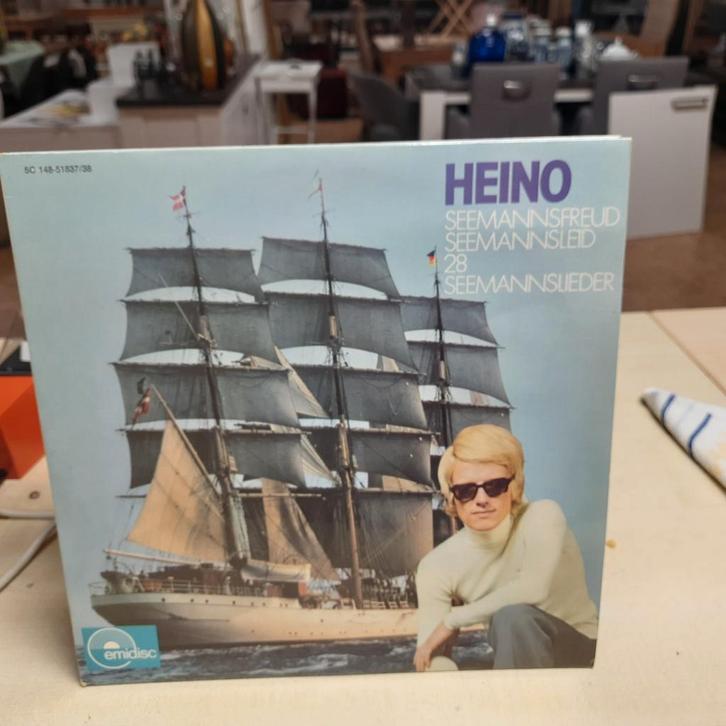 5C 148-51837/38
HEINO
SEEMANNSFREUD
SEEMANNSLEID
28
SEEMANNSLIEDER
emidisc